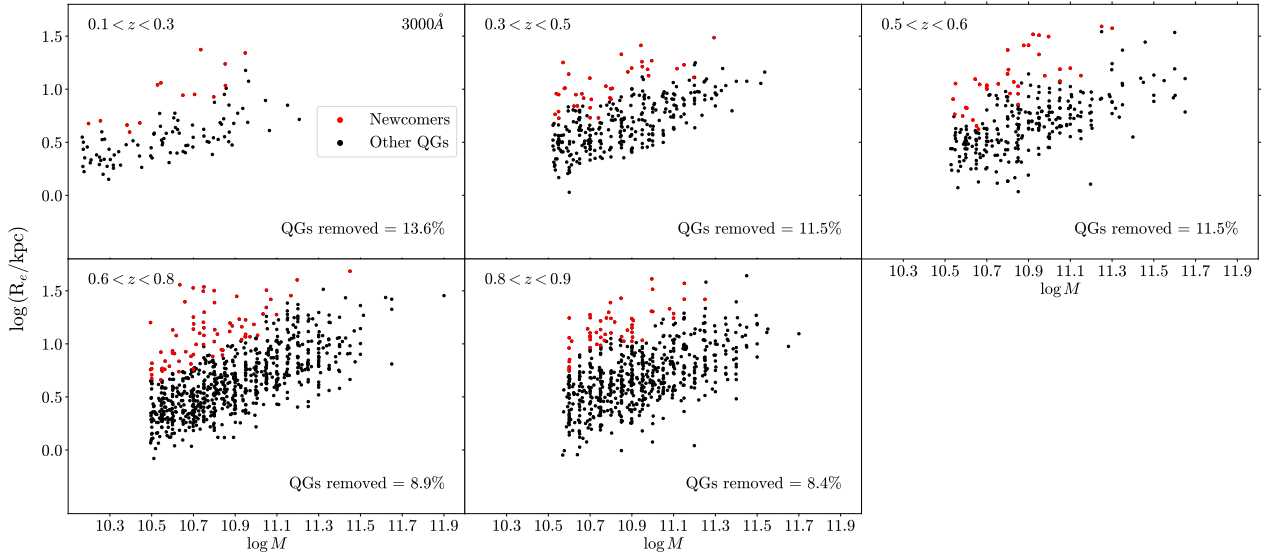 0.1 < z < 0.3
3000Å
0.3 < z < 0.5
0.5 < z < 0.6
1.5
1.0
0.5
0.0
Newcomers
Other QGs
QGs removed = 13.6%
QGs removed = 11.5%
QGs removed = 11.5%
10.3 10.5 10.7 10.9 11.1 11.3 11.5 11.7 11.9
log M
log(Rₑ/kpc)
0.6 < z < 0.8
0.8 < z < 0.9
1.5
1.0
0.5
0.0
QGs removed = 8.9%
QGs removed = 8.4%
10.3 10.5 10.7 10.9 11.1 11.3 11.5 11.7 11.9
10.3 10.5 10.7 10.9 11.1 11.3 11.5 11.7 11.9
log M
log M